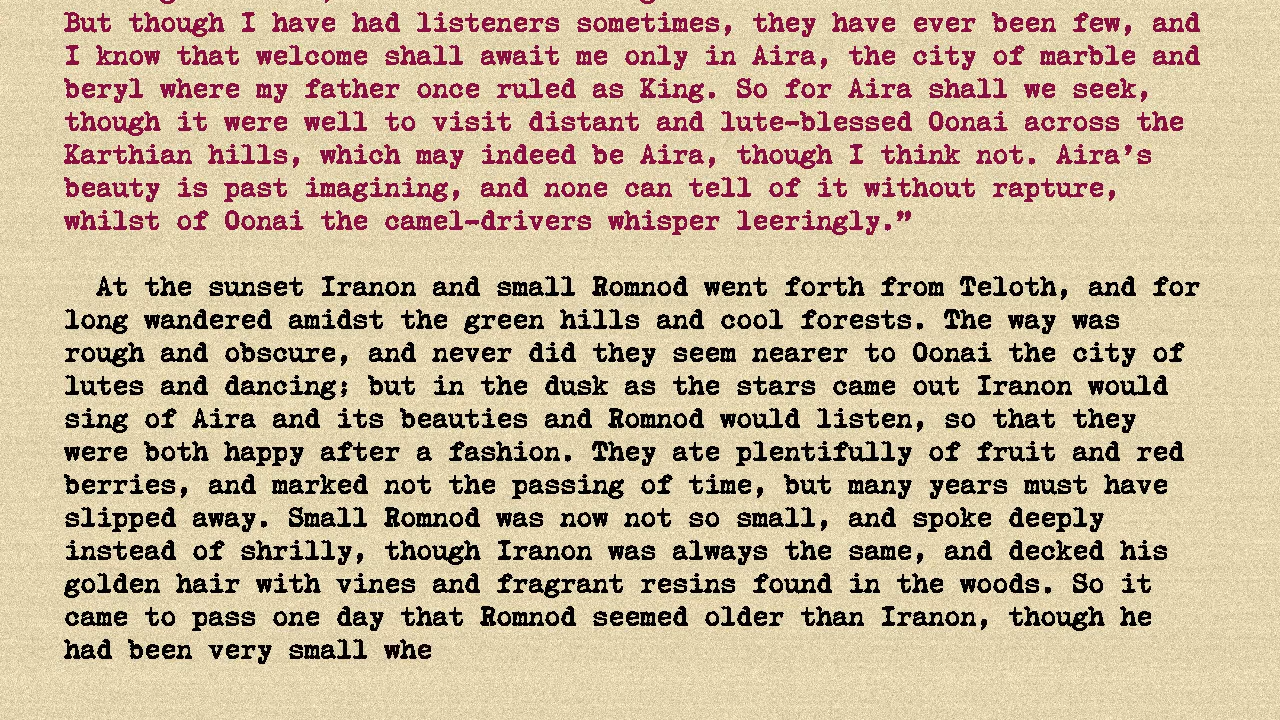 But though I have had listeners sometimes, they have ever been few, and
I know that welcome shall await me only in Aira, the city of marble and
beryl where my father once ruled as King. So for Aira shall we seek,
though it were well to visit distant and lute-blessed Oonai across the
Karthian hills, which may indeed be Aira, though I think not. Aira’s
beauty is past imagining, and none can tell of it without rapture,
whilst of Oonai the camel-drivers whisper leeringly.”
At the sunset Iranon and small Romnod went forth from Teloth, and for
long wandered amidst the green hills and cool forests. The way was
rough and obscure, and never did they seem nearer to Oonai the city of
lutes and dancing; but in the dusk as the stars came out Iranon would
sing of Aira and its beauties and Romnod would listen, so that they
were both happy after a fashion. They ate plentifully of fruit and red
berries, and marked not the passing of time, but many years must have
slipped away. Small Romnod was now not so small, and spoke deeply
instead of shrilly, though Iranon was always the same, and decked his
golden hair with vines and fragrant resins found in the woods. So it
came to pass one day that Romnod seemed older than Iranon, though he
had been very small whe